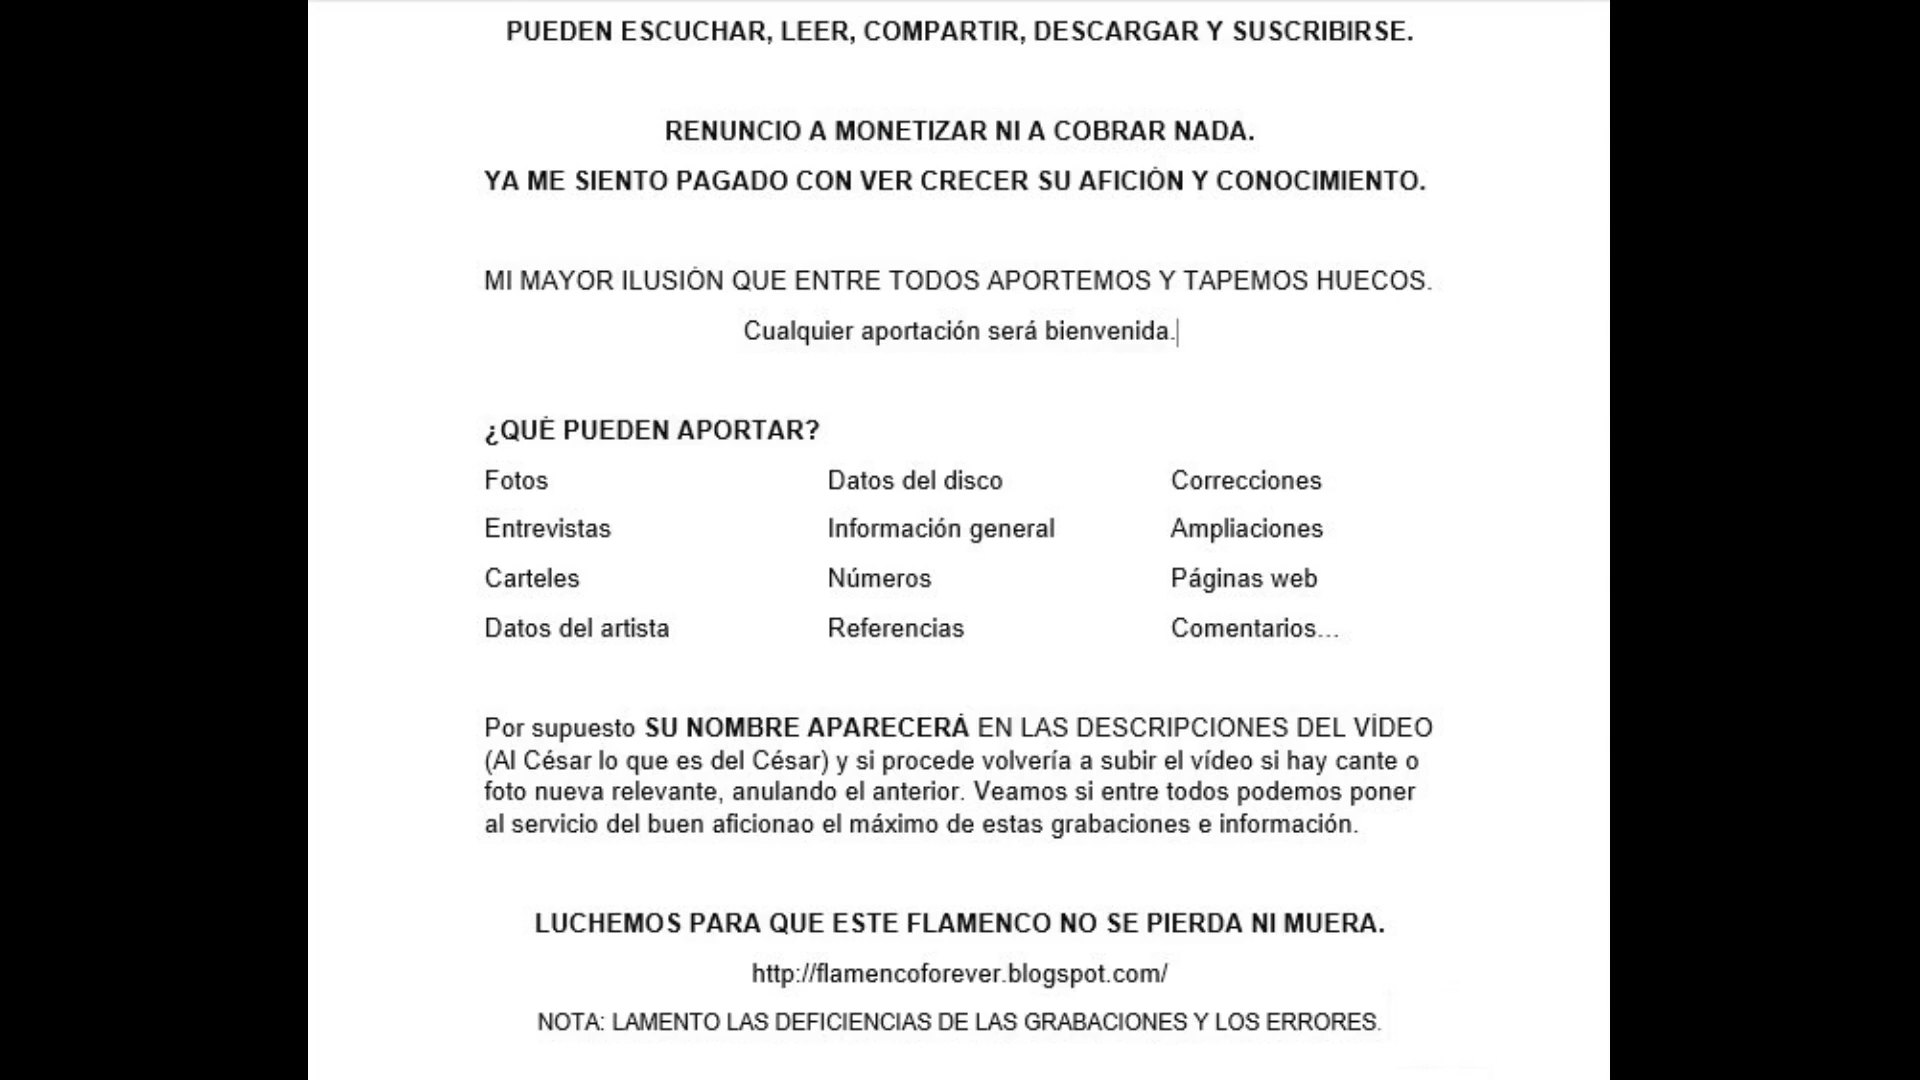 PUEDEN ESCUCHAR, LEER, COMPARTIR, DESCARGAR Y SUSCRIBIRSE.
RENUNCIO A MONETIZAR NI A COBRAR NADA.
YA ME SIENTO PAGADO CON VER CRECER SU AFICIÓN Y CONOCIMIENTO.
MI MAYOR ILUSIÓN QUE ENTRE TODOS APORTEMOS Y TAPEMOS HUECOS.
Cualquier aportación será bienvenida.
¿QUÉ PUEDEN APORTAR?
Fotos Datos del disco Correcciones
Entrevistas Información general Ampliaciones
Carteles Números Páginas web
Datos del artista Referencias Comentarios...
Por supuesto SU NOMBRE APARECERÁ EN LAS DESCRIPCIONES DEL VÍDEO
(Al César lo que es del César) y si procede volvería a subir el vídeo si hay cante o
foto nueva relevante, anulando el anterior. Veamos si entre todos podemos poner
al servicio del buen aficionao el máximo de estas grabaciones e información.
LUCHEMOS PARA QUE ESTE FLAMENCO NO SE PIERDA NI MUERA.
http://flamencoforever.blogspot.com/
NOTA: LAMENTO LAS DEFICIENCIAS DE LAS GRABACIONES Y LOS ERRORES.